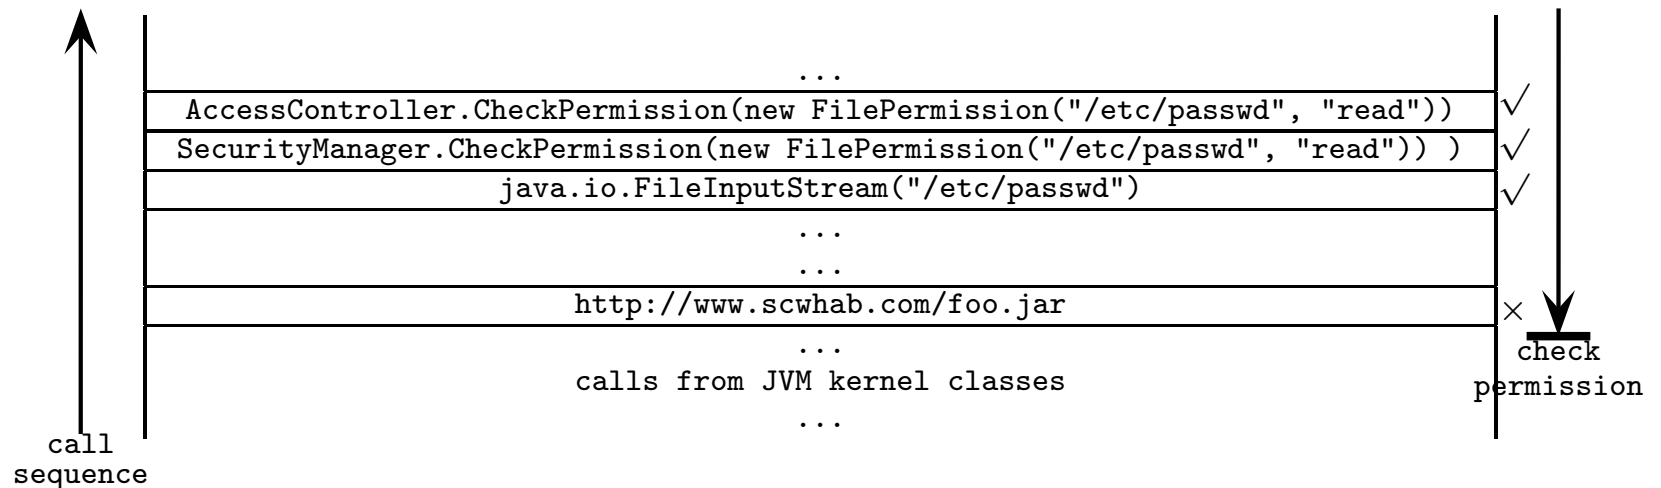 ...
AccessController.CheckPermission(new FilePermission("/etc/passwd", "read")) √
SecurityManager.CheckPermission(new FilePermission("/etc/passwd", "read")) ) √
java.io.FileInputStream("/etc/passwd") √
...
...
http://www.scwhab.com/foo.jar ×
...
calls from JVM kernel classes
...
check
permission
call
sequence